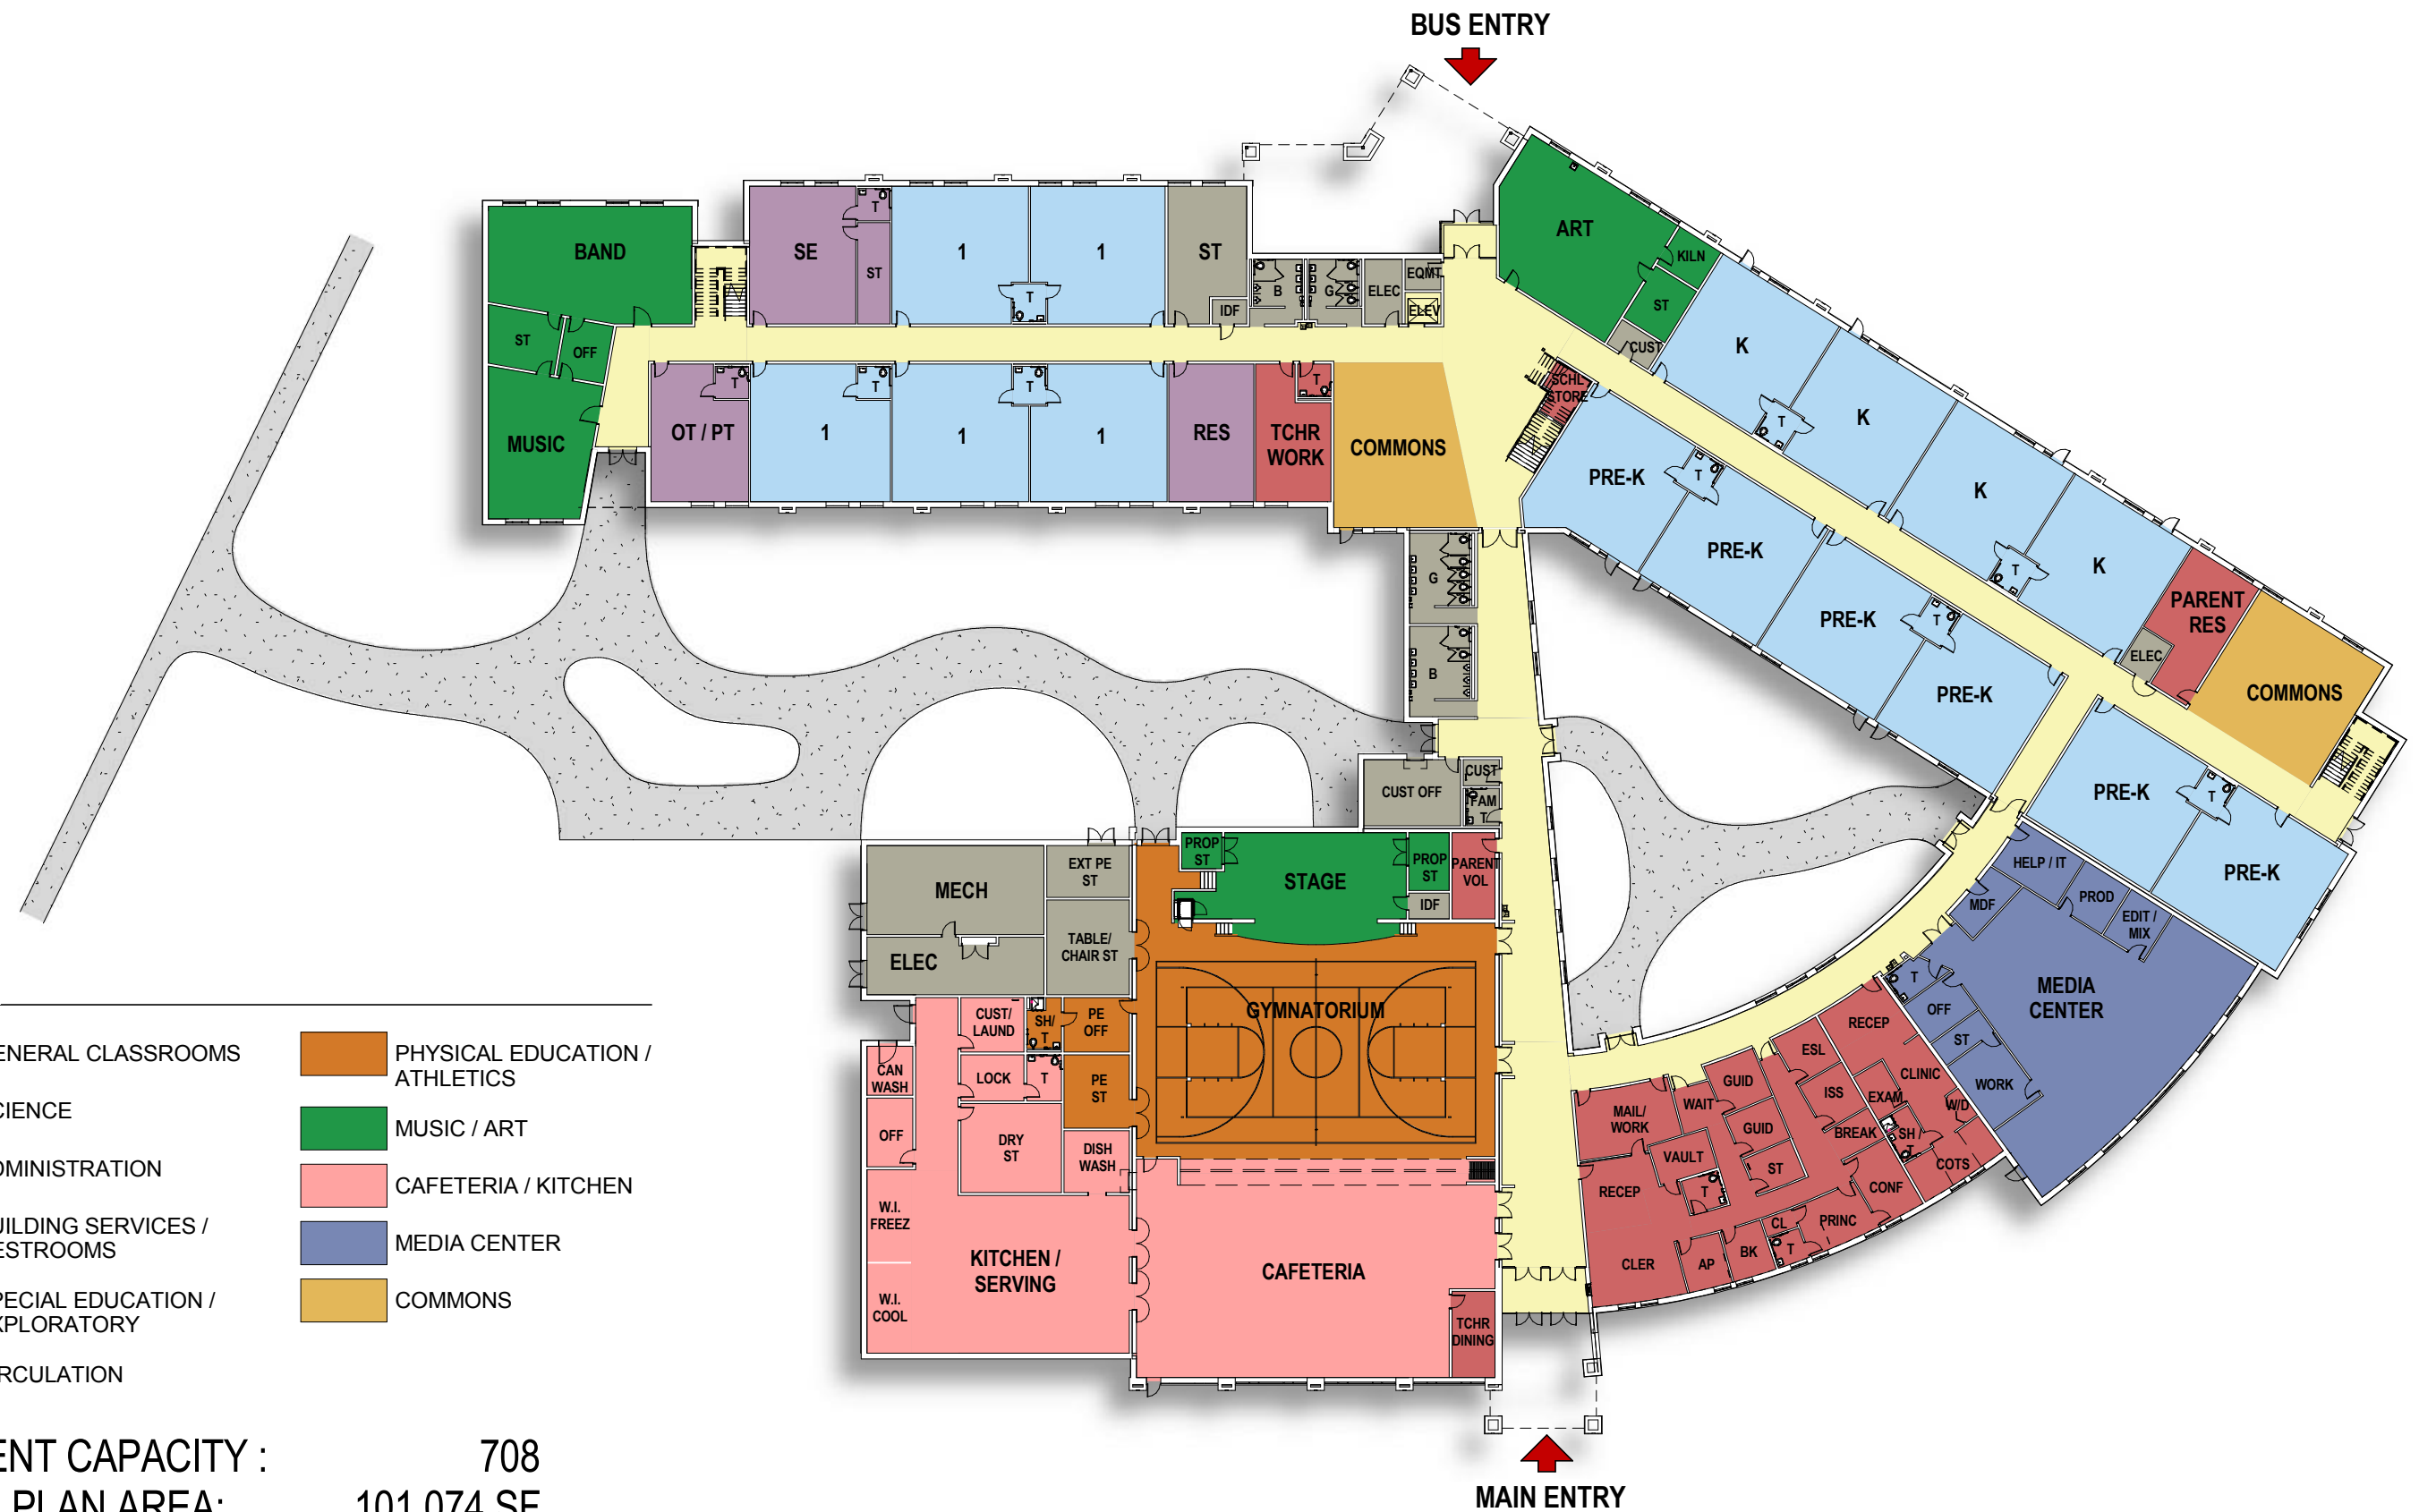 BUS ENTRY
ART
KILN
ST
CUST
BAND
ST
OFF
MUSIC
SE
T
ST
1
1
T
ST
IDF
B
G
ELEC
EQMT
ELEV
OT / PT
T
1
T
1
T
1
RES
TCHR
WORK
T
COMMONS
SCHL
STORE
K
T
K
K
T
K
PARENT
RES
ELEC
COMMONS
PRE-K
T
PRE-K
PRE-K
T
PRE-K
PRE-K
T
PRE-K
G
B
CUST OFF
CUST
FAM
T
MECH
EXT PE
ST
ELEC
TABLE/
CHAIR ST
PROP
ST
STAGE
PROP
ST
IDF
PARENT
VOL
GYMNATORIUM
CUST/
LAUND
SH/
T
PE
OFF
CAN
WASH
LOCK
T
PE
ST
OFF
DRY
ST
DISH
WASH
W.I.
FREEZ
KITCHEN /
SERVING
W.I.
COOL
CAFETERIA
TCHR
DINING
HELP / IT
MDF
PROD
EDIT /
MIX
MEDIA
CENTER
T
OFF
ST
WORK
RECEP
ESL
CLINIC
ISS
EXAM
W/D
BREAK
SH /
T
COTS
GUID
WAIT
MAIL/
WORK
GUID
VAULT
ST
T
RECEP
CONF
PRINC
CL
T
BK
AP
CLER
MAIN ENTRY
ENERAL CLASSROOMS
CIENCE
DMINISTRATION
UILDING SERVICES /
ESTROOMS
PECIAL EDUCATION /
XPLORATORY
IRCULATION
PHYSICAL EDUCATION /
ATHLETICS
MUSIC / ART
CAFETERIA / KITCHEN
MEDIA CENTER
COMMONS
ENT CAPACITY : 708
PLAN AREA: 101,074 SF